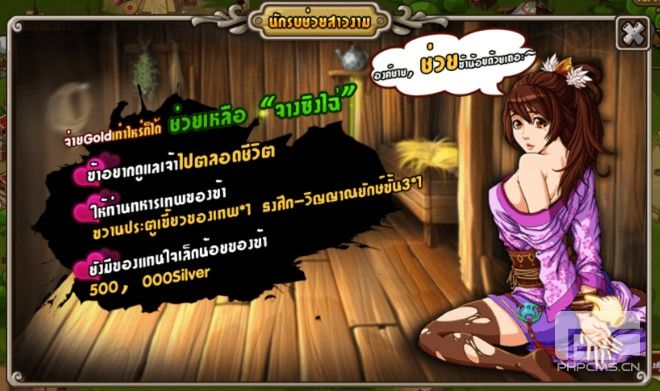 นักรบช่วยสาวงาม
องค์ชาย, ช่วยข้าน้อยด้วยเถอะ~
จ่ายGoldเท่าไหร่ก็ได้ ช่วยเหลือ “จางซิงไฉ่”
ข้าอยากดูแลเจ้าไปตลอดชีวิต
ให้ท่านทหารเทพของข้า
ขวานประตูเขี้ยวของเทพ*1 ธงศึก-วิญญาณยักษ์ขั้น3*1
ยังมีของแทนใจเล็กน้อยของข้า
500, 000Silver
PHPCMS.CN